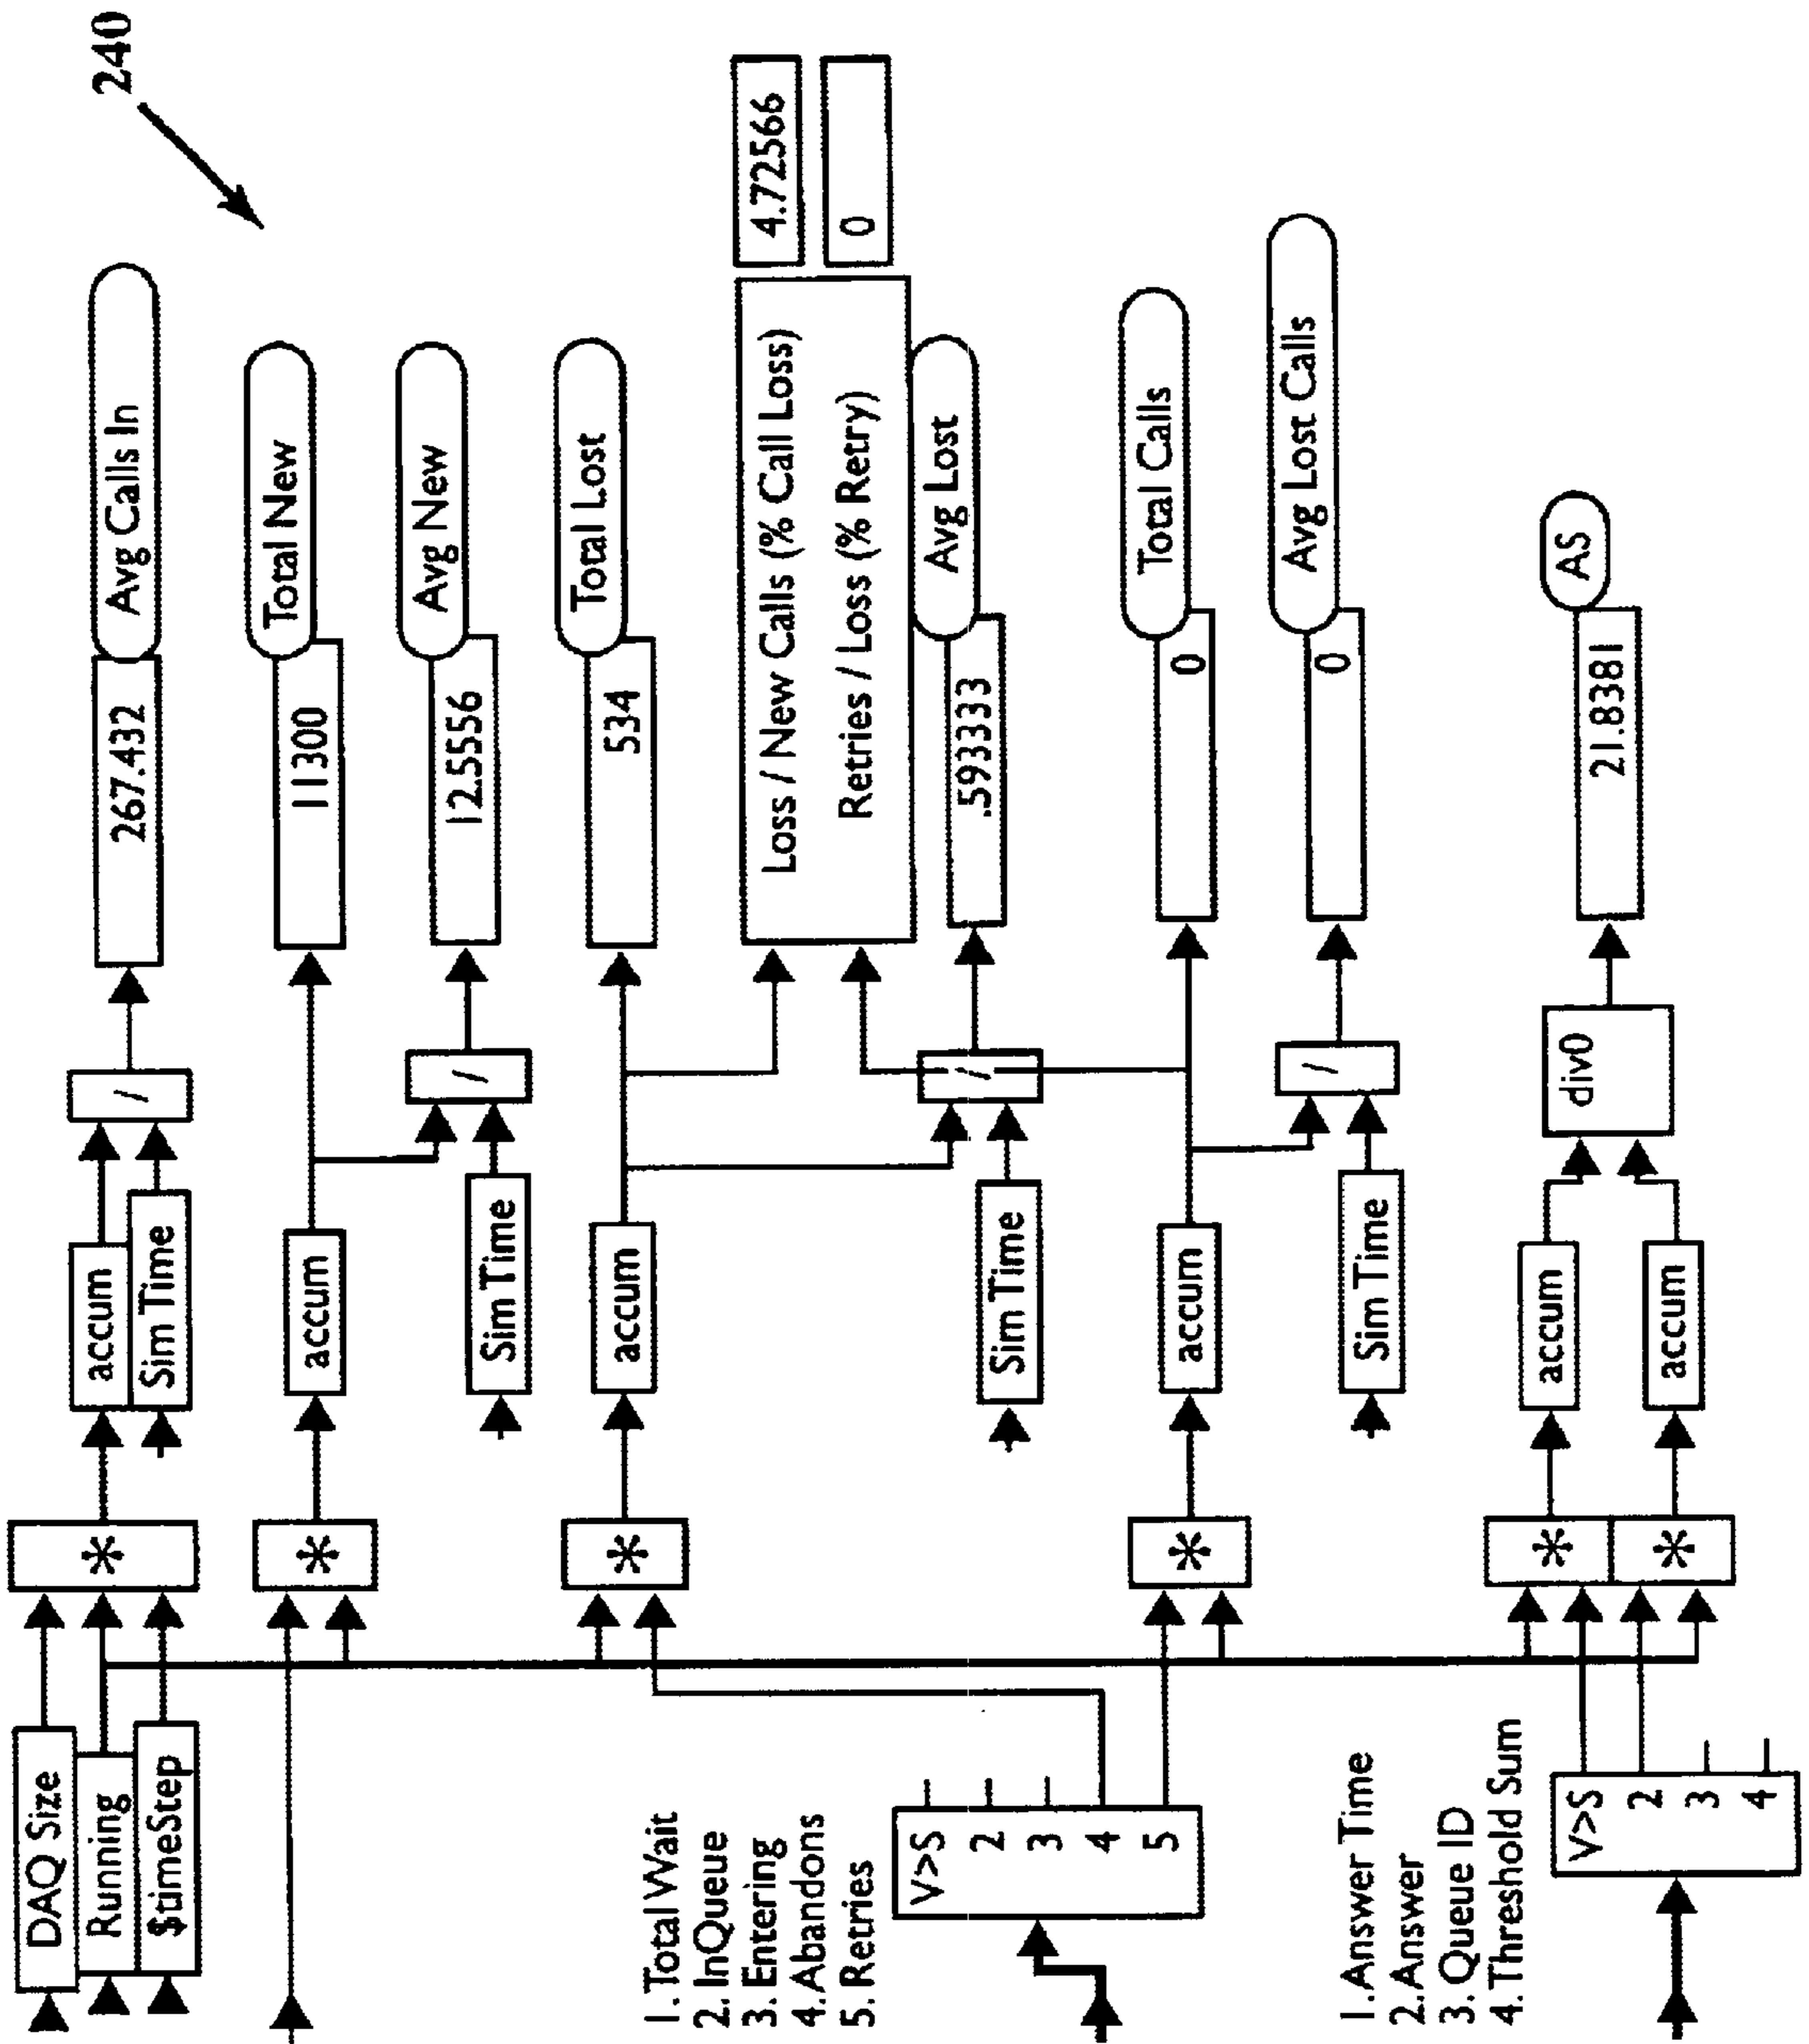 240
DAQ Size
Running
$timeStep
*
accum
Sim Time
/
267.432
Avg Calls In
*
accum
11300
Total New
Sim Time
/
12.5556
Avg New
*
accum
534
Total Lost
Loss / New Calls (% Call Loss)
4.72566
Retries / Loss (% Retry)
0
Sim Time
/
.593333
Avg Lost
1. Total Wait
2. InQueue
3. Entering
4. Abandons
5. Retries
V>S
2
3
4
5
*
accum
0
Total Calls
Sim Time
/
0
Avg Lost Calls
1. Answer Time
2. Answer
3. Queue ID
4. Threshold Sum
V>S
2
3
4
*
*
accum
accum
div0
21.8381
AS